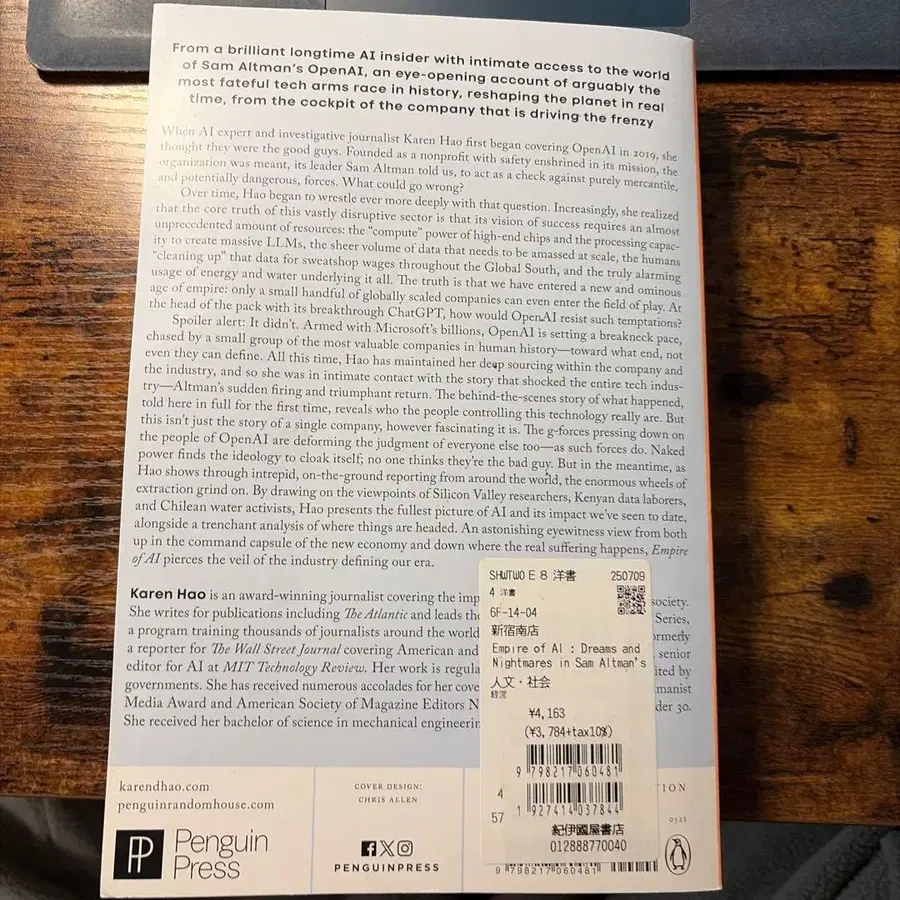 From a brilliant longtime AI insider with intimate access to the world
of Sam Altman's OpenAI, an eye-opening account of arguably the
most fateful tech arms race in history, reshaping the planet in real
time, from the cockpit of the company that is driving the frenzy
When AI expert and investigative journalist Karen Hao first began covering OpenAI in 2019, she
thought they were the good guys. Founded as a nonprofit with safety enshrined in its mission, the
organization was meant, its leader Sam Altman told us, to act as a check against purely mercantile,
and potentially dangerous, forces. What could go wrong?
Over time, Hao began to wrestle ever more deeply with that question. Increasingly, she realized
that the core truth of this vastly disruptive sector is that its vision of success requires an almost
unprecedented amount of resources: the "compute" power of high-end chips and the processing capac-
ity to create massive LLMs, the sheer volume of data that needs to be amassed at scale, the humans
"cleaning up" that data for sweatshop wages throughout the Global South, and the truly alarming
usage of energy and water underlying it all. The truth is that we have entered a new and ominous
age of empire: only a small handful of globally scaled companies can even enter the field of play. At
the head of the pack with its breakthrough ChatGPT, how would OpenAI resist such temptations?
Spoiler alert: It didn't. Armed with Microsoft's billions, OpenAI is setting a breakneck pace,
chased by a small group of the most valuable companies in human history—toward what end, not
even they can define. All this time, Hao has maintained her deep sourcing within the company and
the industry, and so she was in intimate contact with the story that shocked the entire tech indus-
try—Altman's sudden firing and triumphant return. The behind-the-scenes story of what happened,
told here in full for the first time, reveals who the people controlling this technology really are. But
this isn't just the story of a single company, however fascinating it is. The g-forces pressing down on
the people of OpenAI are deforming the judgment of everyone else too—as such forces do. Naked
power finds the ideology to cloak itself; no one thinks they're the bad guy. But in the meantime, as
Hao shows through intrepid, on-the-ground reporting from around the world, the enormous wheels of
extraction grind on. By drawing on the viewpoints of Silicon Valley researchers, Kenyan data laborers,
and Chilean water activists, Hao presents the fullest picture of AI and its impact we've seen to date,
alongside a trenchant analysis of where things are headed. An astonishing eyewitness view from both
up in the command capsule of the new economy and down where the real suffering happens, Empire
of AI pierces the veil of the industry defining our era.
Karen Hao is an award-winning journalist covering the imp society.
She writes for publications including The Atlantic and leads the Series,
a program training thousands of journalists around the world ormerly
a reporter for The Wall Street Journal covering American and senior
editor for AI at MIT Technology Review. Her work is regula ited by
governments. She has received numerous accolades for her cove manist
Media Award and American Society of Magazine Editors N der 30.
She received her bachelor of science in mechanical engineerin
SHWTWO E 8 洋書 250709
4 洋書
6F-14-04
新宿南店
Empire of AI : Dreams and
Nightmares in Sam Altman's
人文・社会
経営
¥4,163
(¥3,784+tax10%)
9 798217 060481
4
1 927414 037844
57
紀伊國屋書店
012888770040
karendhao.com
penguinrandomhouse.com
Penguin
Press
COVER DESIGN:
CHRIS ALLEN
PENGUINPRESS
TION
0525
9 798217 060481